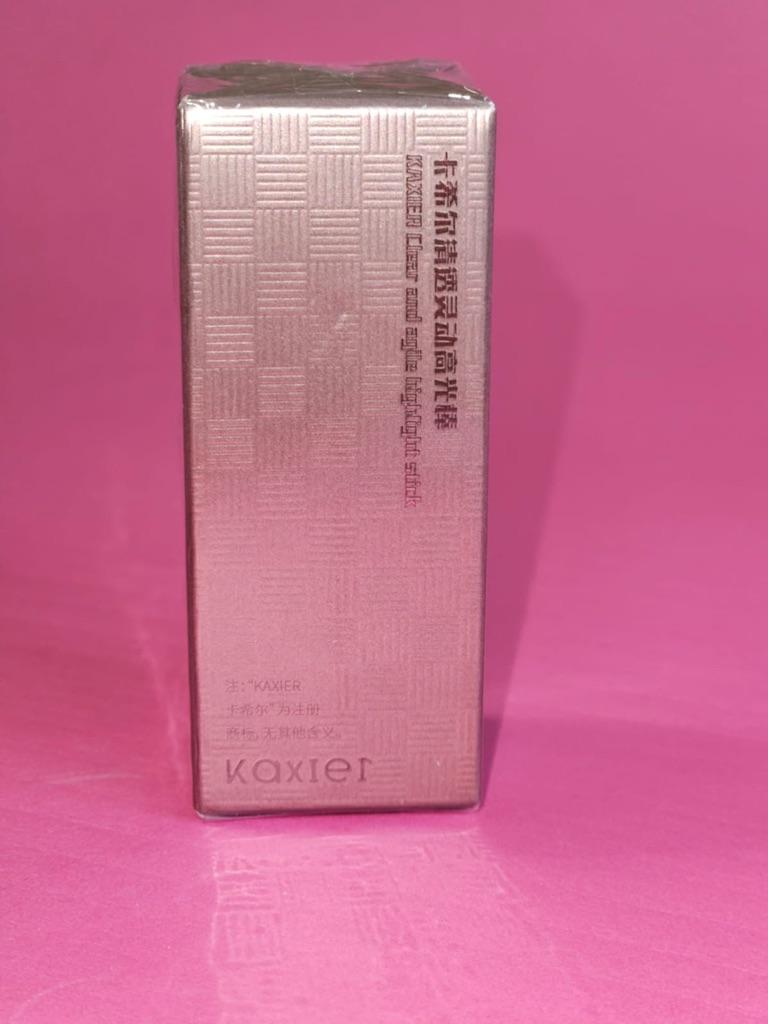 卡希尔清透灵动高光棒
KAXIER Clear and agile highlight stick
注:“KAXIER
卡希尔”为注册
商标,无其他含义。
Kaxier